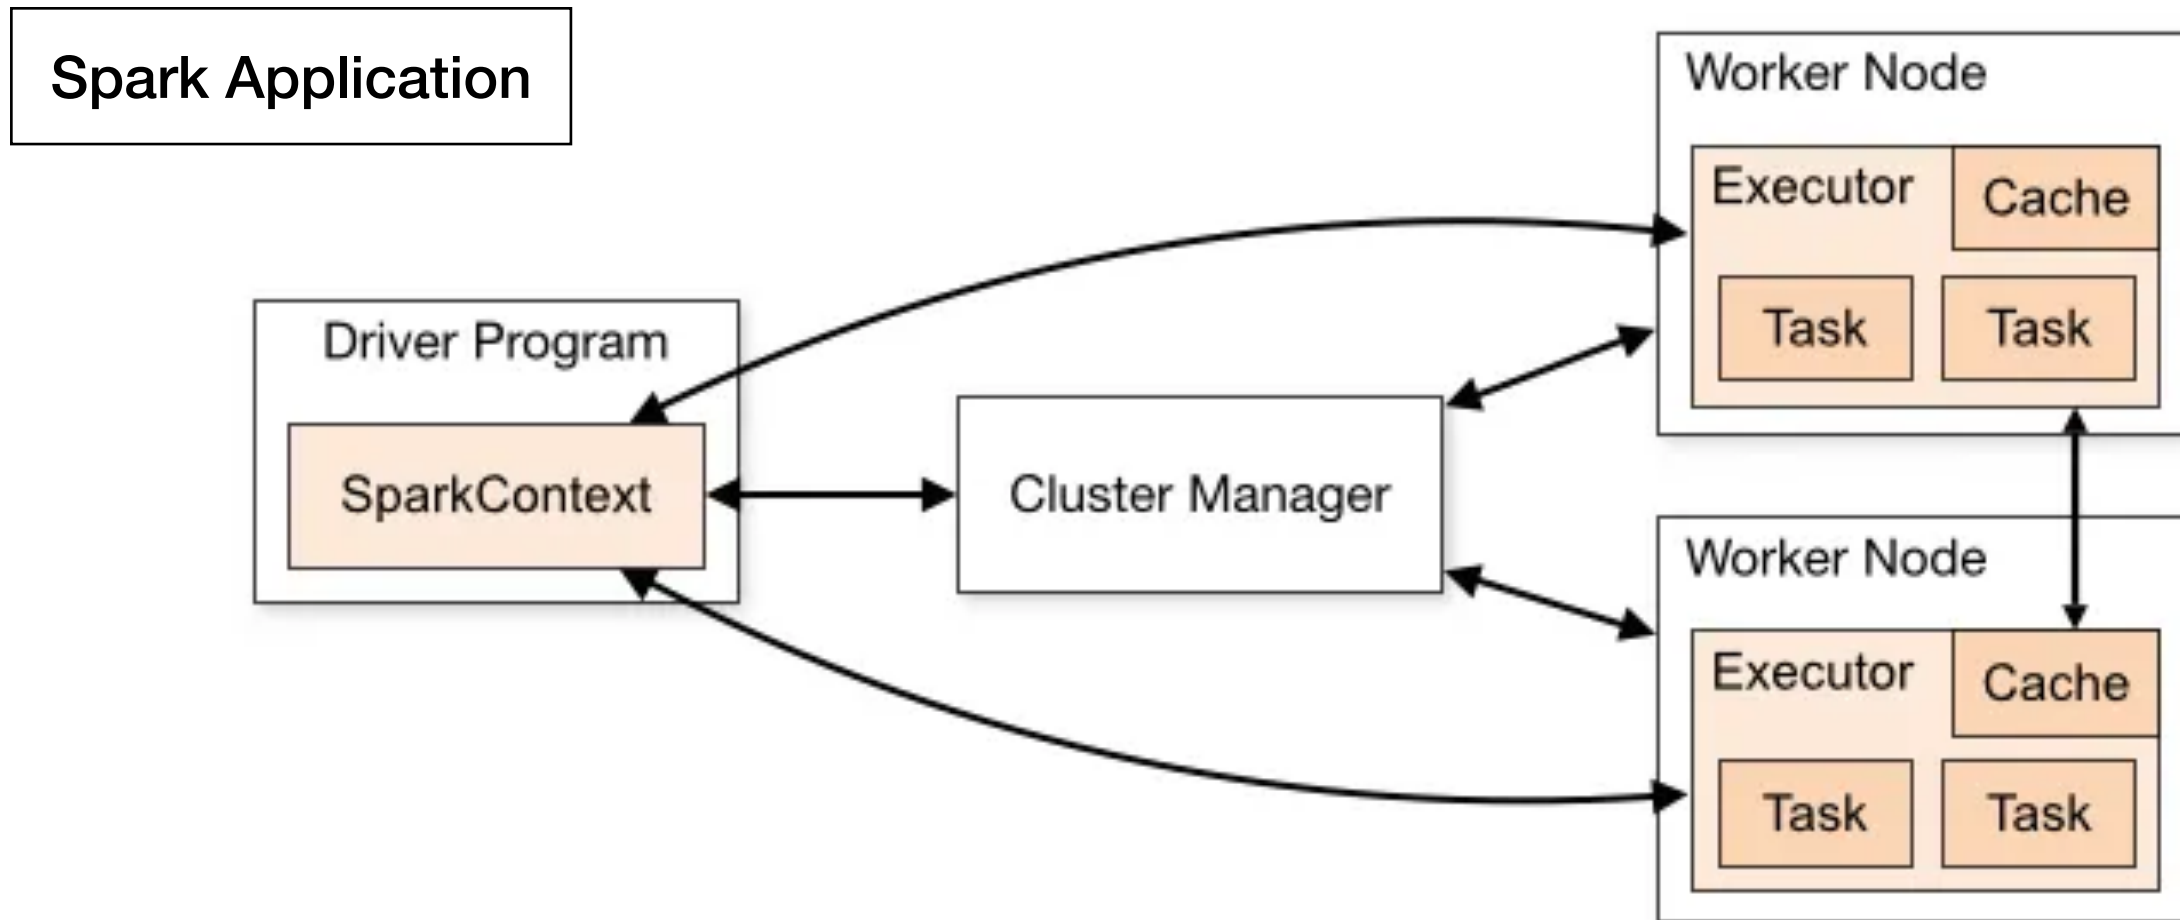 Spark Application
Worker Node
Executor
Cache
Task
Task
Driver Program
SparkContext
Cluster Manager
Worker Node
Executor
Cache
Task
Task